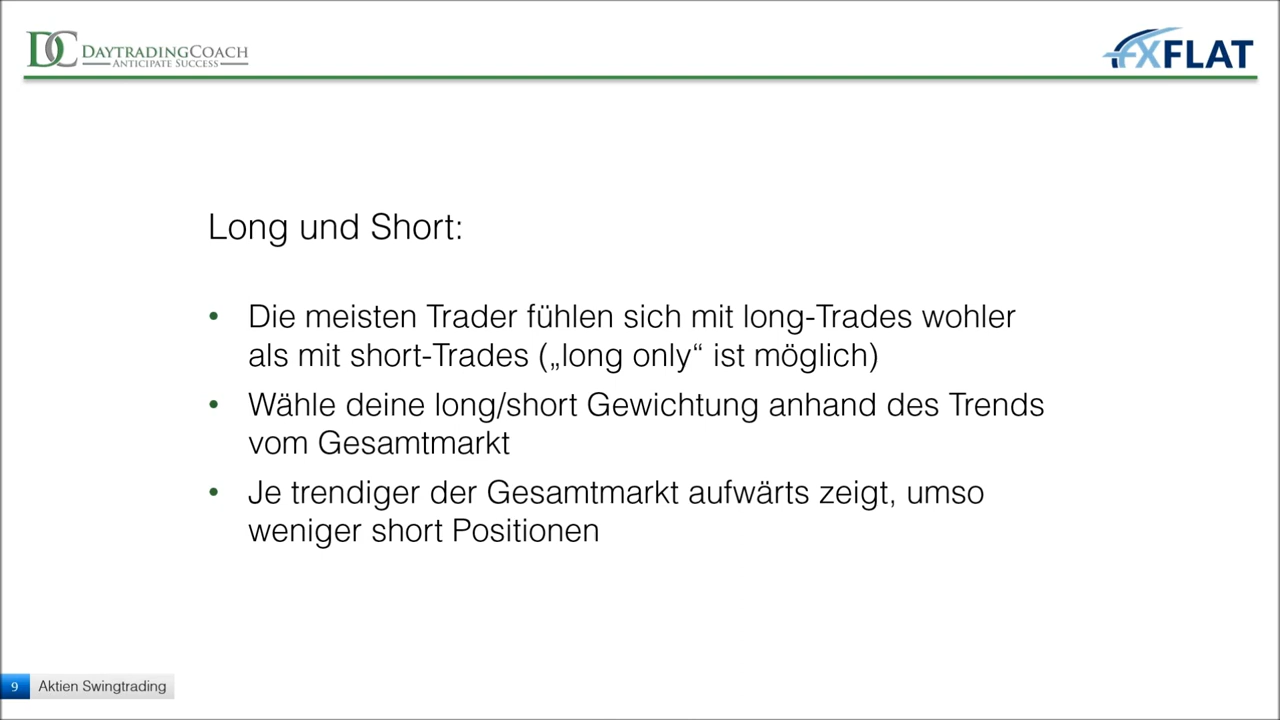 DC DAYTRADINGCOACH
ANTICIPATE SUCCESS
FXFLAT
Long und Short:
• Die meisten Trader fühlen sich mit long-Trades wohler
als mit short-Trades („long only“ ist möglich)
• Wähle deine long/short Gewichtung anhand des Trends
vom Gesamtmarkt
• Je trendiger der Gesamtmarkt aufwärts zeigt, umso
weniger short Positionen
9 Aktien Swingtrading